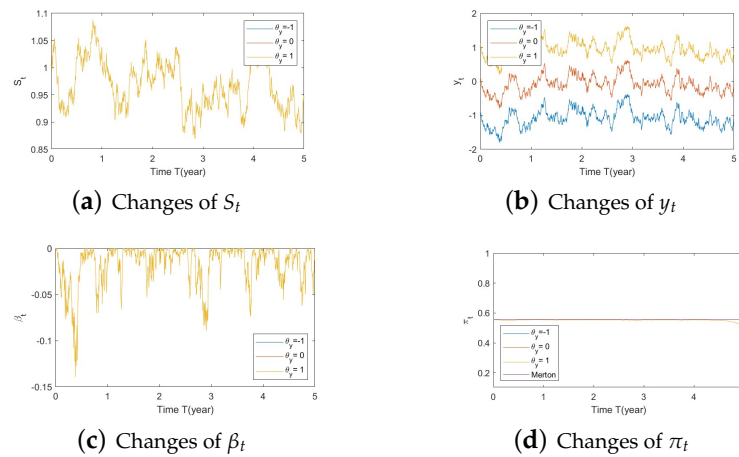 1.1
1.05
1
0.95
0.9
0.85
S_t
θ_y=-1
θ_y = 0
θ_y = 1
0 1 2 3 4 5
Time T(year)
(a) Changes of S_t
2
1
0
-1
-2
y_t
θ_y=-1
θ_y = 0
θ_y = 1
0 1 2 3 4 5
Time T(year)
(b) Changes of y_t
0
-0.05
-0.1
-0.15
β_t
θ_y=-1
θ_y = 0
θ_y = 1
0 1 2 3 4 5
Time T(year)
(c) Changes of β_t
1
0.8
0.6
0.4
0.2
π_t
θ_y=-1
θ_y = 0
θ_y = 1
Merton
0 1 2 3 4
Time T(year)
(d) Changes of π_t